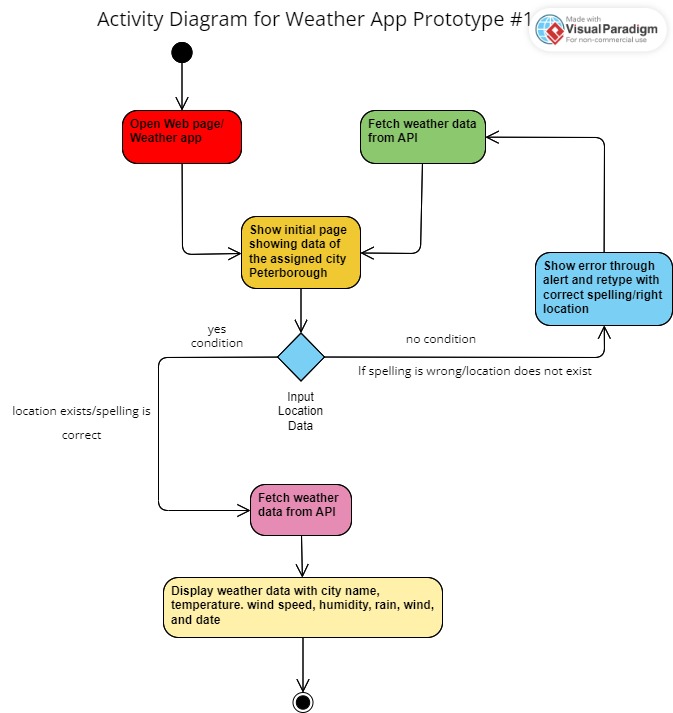 Activity Diagram for Weather App Prototype #1
Made with
Visual Paradigm
For non-commercial use
Open Web page/
Weather app
Fetch weather data
from API
Show initial page
showing data of
the assigned city
Peterborough
Show error through
alert and retype with
correct spelling/right
location
yes
condition
no condition
If spelling is wrong/location does not exist
Input
Location
Data
location exists/spelling is
correct
Fetch weather
data from API
Display weather data with city name,
temperature. wind speed, humidity, rain, wind,
and date